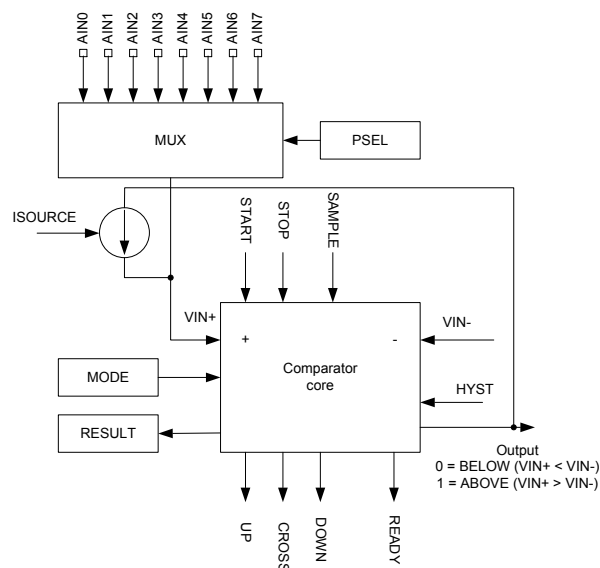 AIN0
AIN1
AIN2
AIN3
AIN4
AIN5
AIN6
AIN7
MUX
PSEL
ISOURCE
START
STOP
SAMPLE
VIN+
VIN-
+
-
Comparator
core
MODE
HYST
RESULT
Output
0 = BELOW (VIN+ < VIN-)
1 = ABOVE (VIN+ > VIN-)
UP
CROSS
DOWN
READY